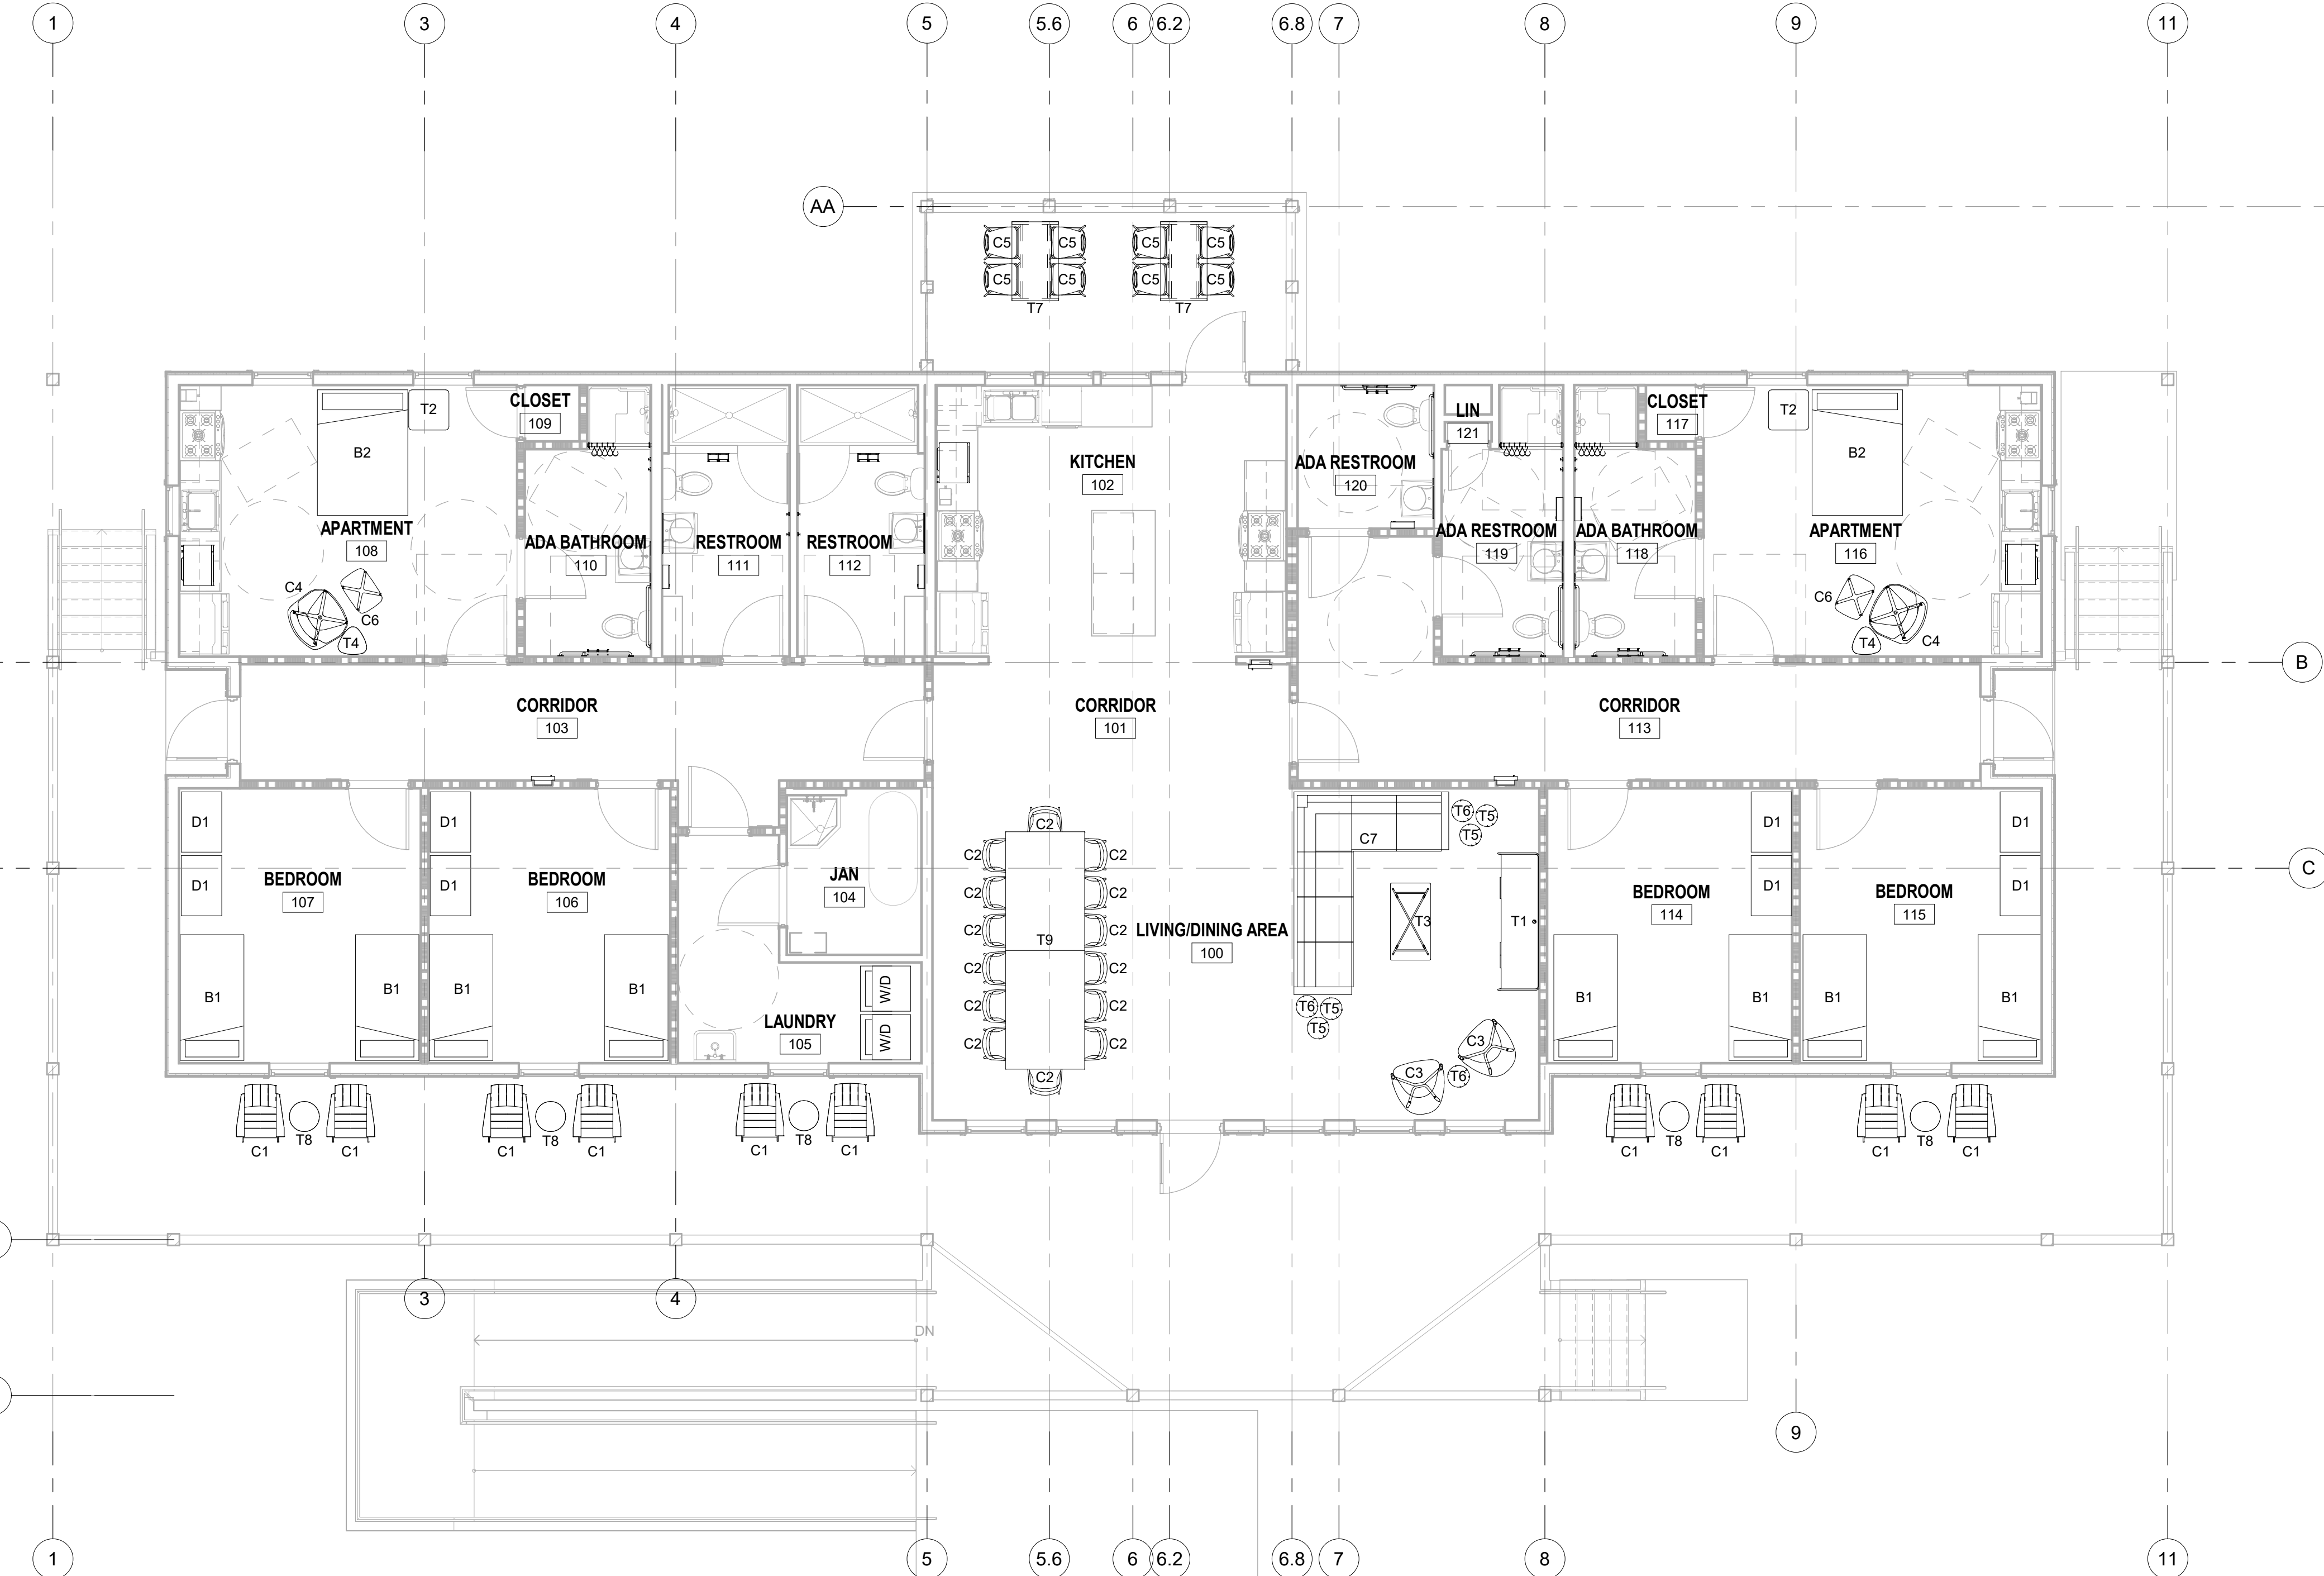 1
3
4
5
5.6
6
6.2
6.8
7
8
9
11
AA
C5
C5
C5
C5
C5
C5
C5
C5
T7
T7
CLOSET
109
T2
B2
APARTMENT
108
C4
C6
T4
ADA BATHROOM
110
RESTROOM
111
RESTROOM
112
KITCHEN
102
ADA RESTROOM
120
LIN
121
ADA RESTROOM
119
ADA BATHROOM
118
CLOSET
117
T2
B2
APARTMENT
116
C6
T4
C4
B
CORRIDOR
103
CORRIDOR
101
CORRIDOR
113
D1
D1
BEDROOM
107
B1
B1
D1
D1
BEDROOM
106
B1
B1
JAN
104
LAUNDRY
105
W/D
W/D
C2
C2
C2
C2
C2
C2
C2
C2
C2
C2
C2
C2
C2
T9
C2
LIVING/DINING AREA
100
C7
T6
T5
T5
T3
T1
T6
T5
T5
C3
C3
T6
D1
D1
BEDROOM
114
B1
B1
D1
D1
BEDROOM
115
B1
B1
C
C1
T8
C1
C1
T8
C1
C1
T8
C1
C1
T8
C1
C1
T8
C1
3
4
DN
9
1
5
5.6
6
6.2
6.8
7
8
11